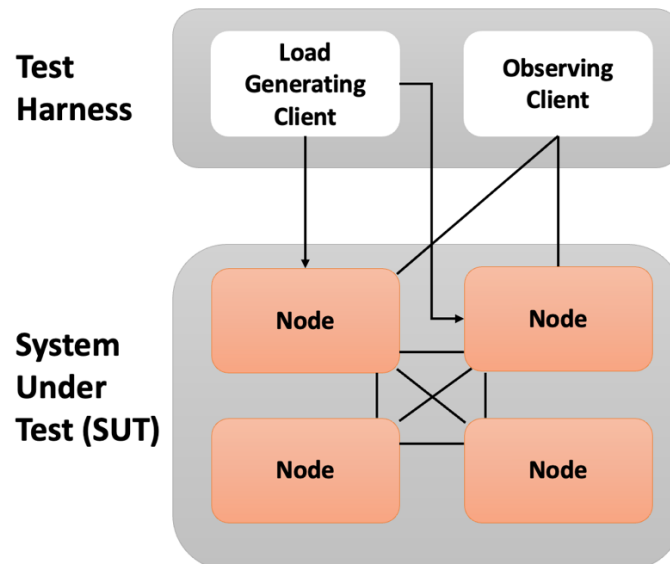 Test
Harness
Load
Generating
Client
Observing
Client
System
Under
Test (SUT)
Node
Node
Node
Node